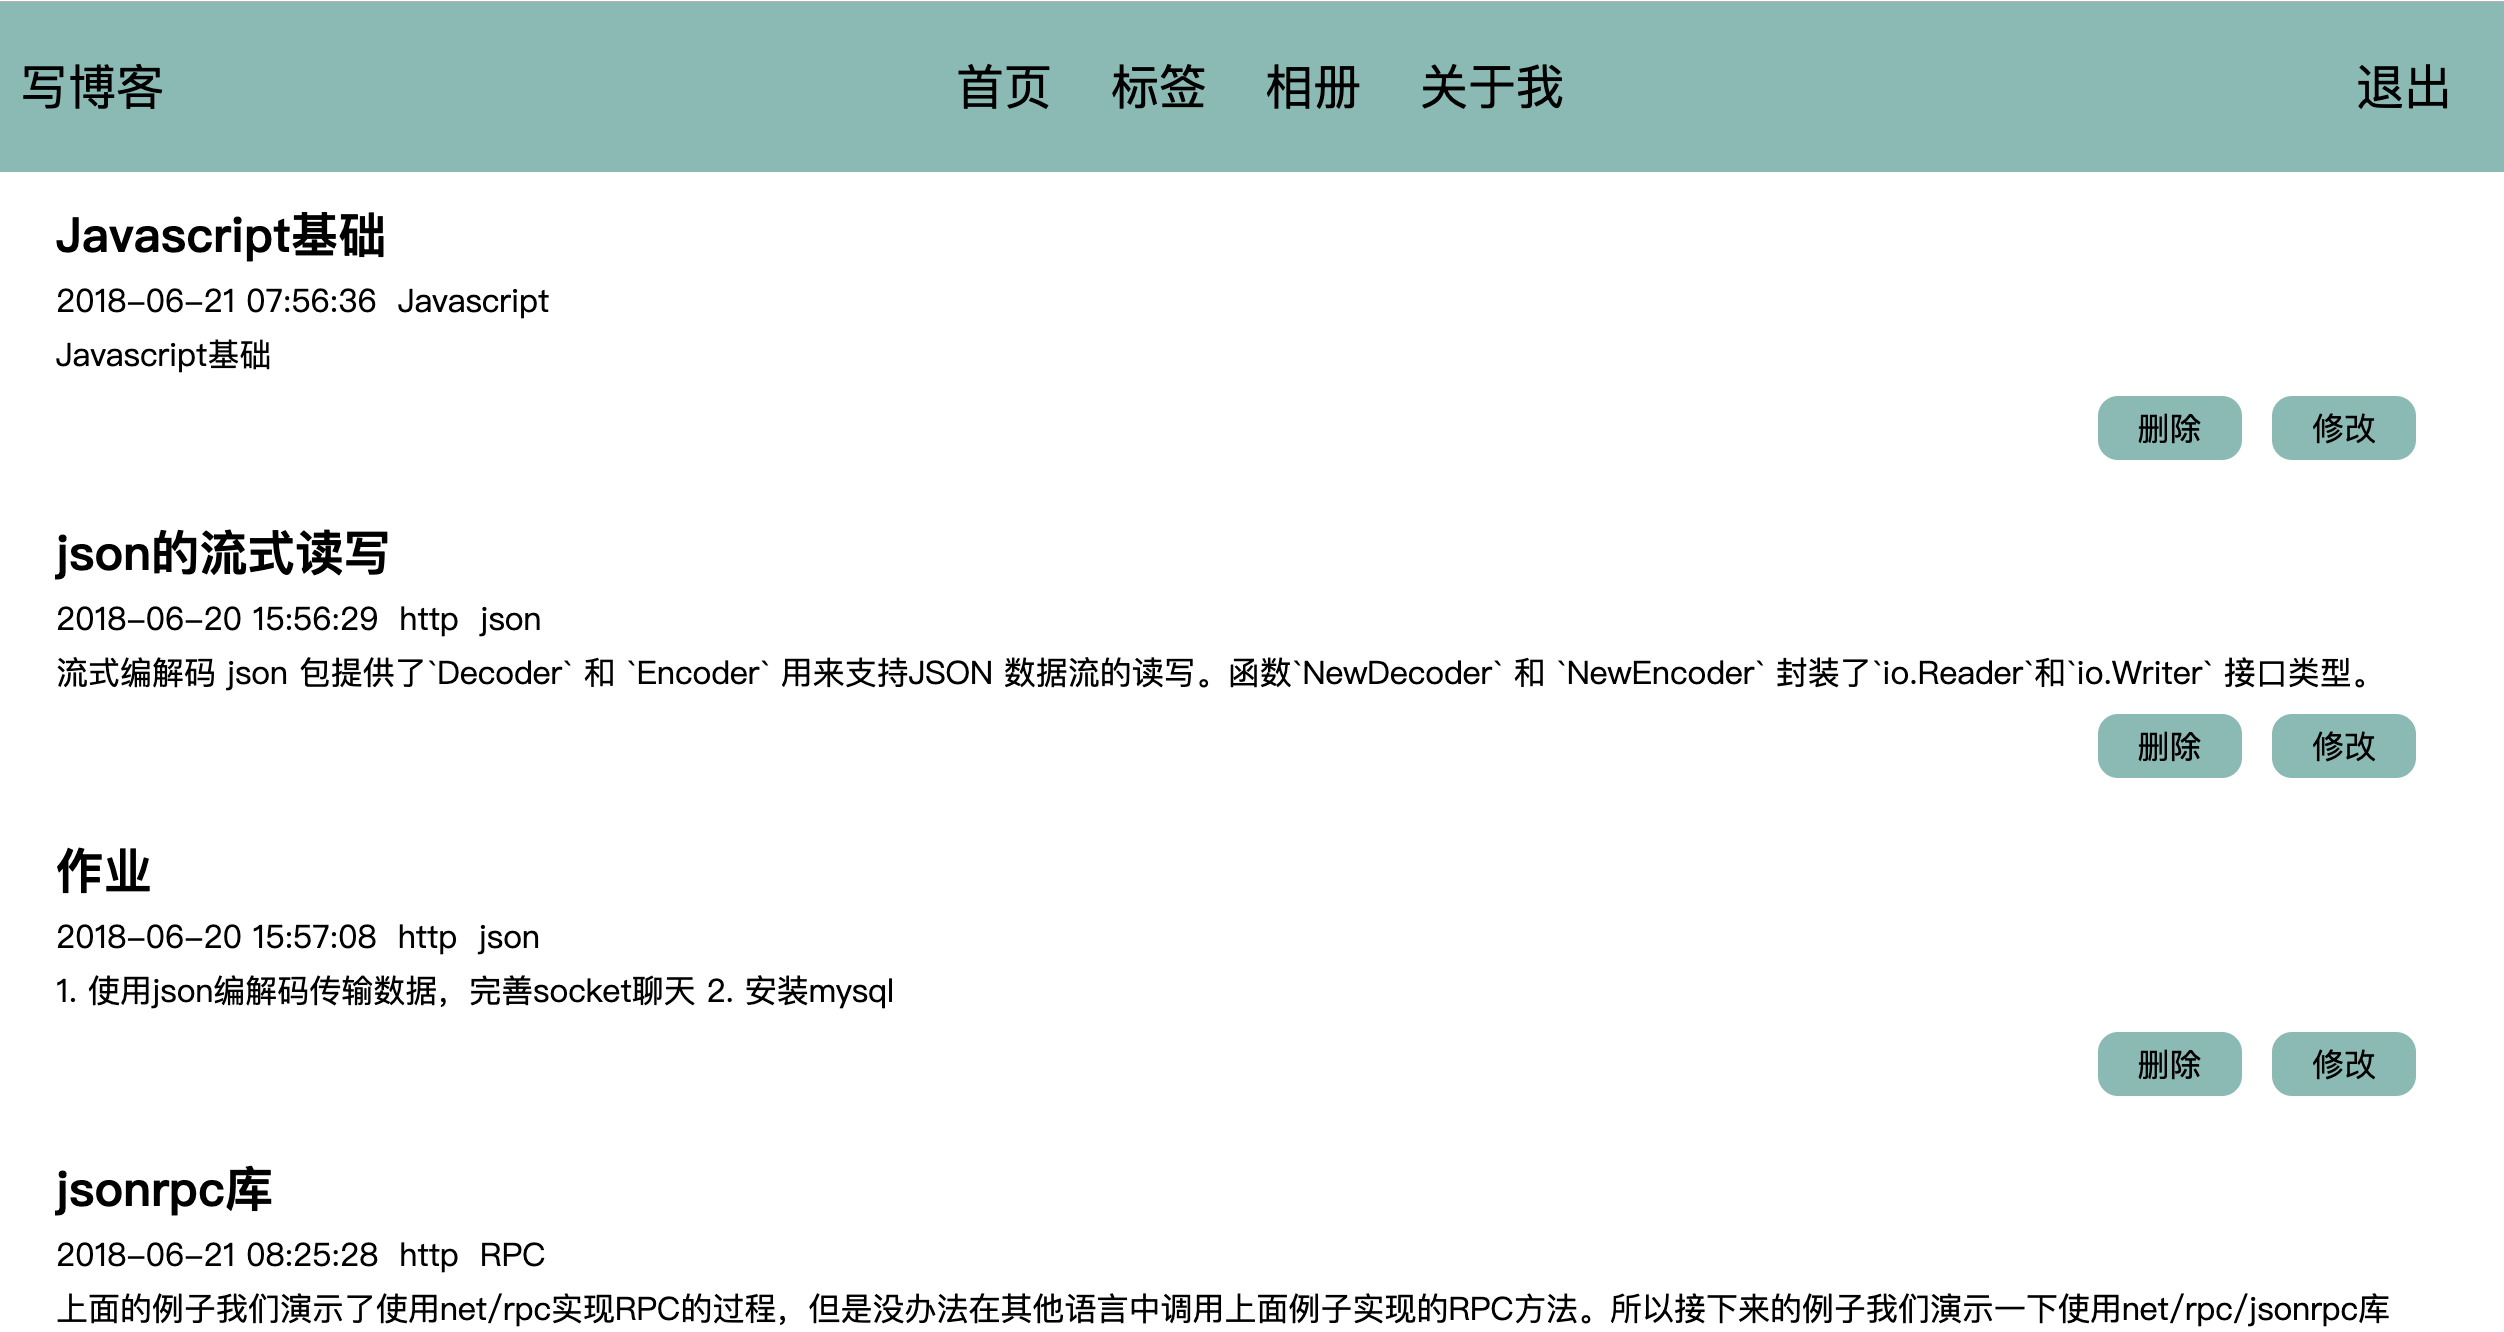 写博客 首页 标签 相册 关于我 退出
Javascript基础
2018-06-21 07:56:36 Javascript
Javascript基础
删除 修改
json的流式读写
2018-06-20 15:56:29 http json
流式编解码 json 包提供了`Decoder` 和 `Encoder` 用来支持JSON 数据流的读写。函数`NewDecoder` 和 `NewEncoder` 封装了`io.Reader`和`io.Writer` 接口类型。
删除 修改
作业
2018-06-20 15:57:08 http json
1. 使用json编解码传输数据，完善socket聊天 2. 安装mysql
删除 修改
jsonrpc库
2018-06-21 08:25:28 http RPC
上面的例子我们演示了使用net/rpc实现RPC的过程，但是没办法在其他语言中调用上面例子实现的RPC方法。所以接下来的例子我们演示一下使用net/rpc/jsonrpc库